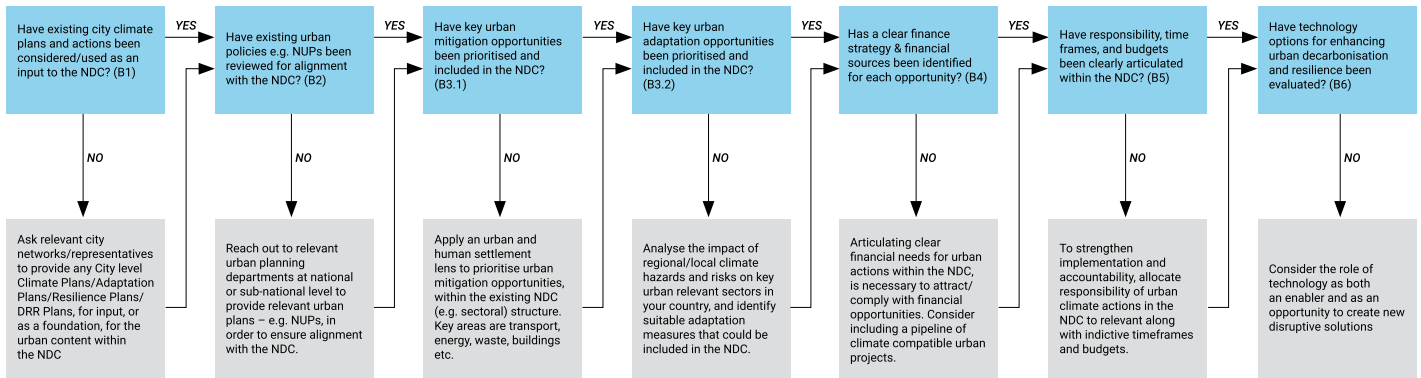 Have existing city climate
plans and actions been
considered/used as an
input to the NDC? (B1)
YES
Have existing urban
policies e.g. NUPs been
reviewed for alignment
with the NDC? (B2)
YES
Have key urban
mitigation opportunities
been prioritised and
included in the NDC?
(B3.1)
YES
Have key urban
adaptation opportunities
been prioritised and
included in the NDC?
(B3.2)
YES
Has a clear finance
strategy & financial
sources been identified
for each opportunity? (B4)
YES
Have responsibility, time
frames, and budgets
been clearly articulated
within the NDC? (B5)
YES
Have technology
options for enhancing
urban decarbonisation
and resilience been
evaluated? (B6)
NO
NO
NO
NO
NO
NO
NO
Ask relevant city
networks/representatives
to provide any City level
Climate Plans/Adaptation
Plans/Resilience Plans/
DRR Plans, for input, or
as a foundation, for the
urban content within
the NDC
Reach out to relevant
urban planning
departments at national
or sub-national level to
provide relevant urban
plans – e.g. NUPs, in
order to ensure alignment
with the NDC.
Apply an urban and
human settlement
lens to prioritise urban
mitigation opportunities,
within the existing NDC
(e.g. sectoral) structure.
Key areas are transport,
energy, waste, buildings
etc.
Analyse the impact of
regional/local climate
hazards and risks on key
urban relevant sectors in
your country, and identify
suitable adaptation
measures that could be
included in the NDC.
Articulating clear
financial needs for urban
actions within the NDC,
is necessary to attract/
comply with financial
opportunities. Consider
including a pipeline of
climate compatible urban
projects.
To strengthen
implementation and
accountability, allocate
responsibility of urban
climate actions in the
NDC to relevant along
with indictive timeframes
and budgets.
Consider the role of
technology as both
an enabler and as an
opportunity to create new
disruptive solutions